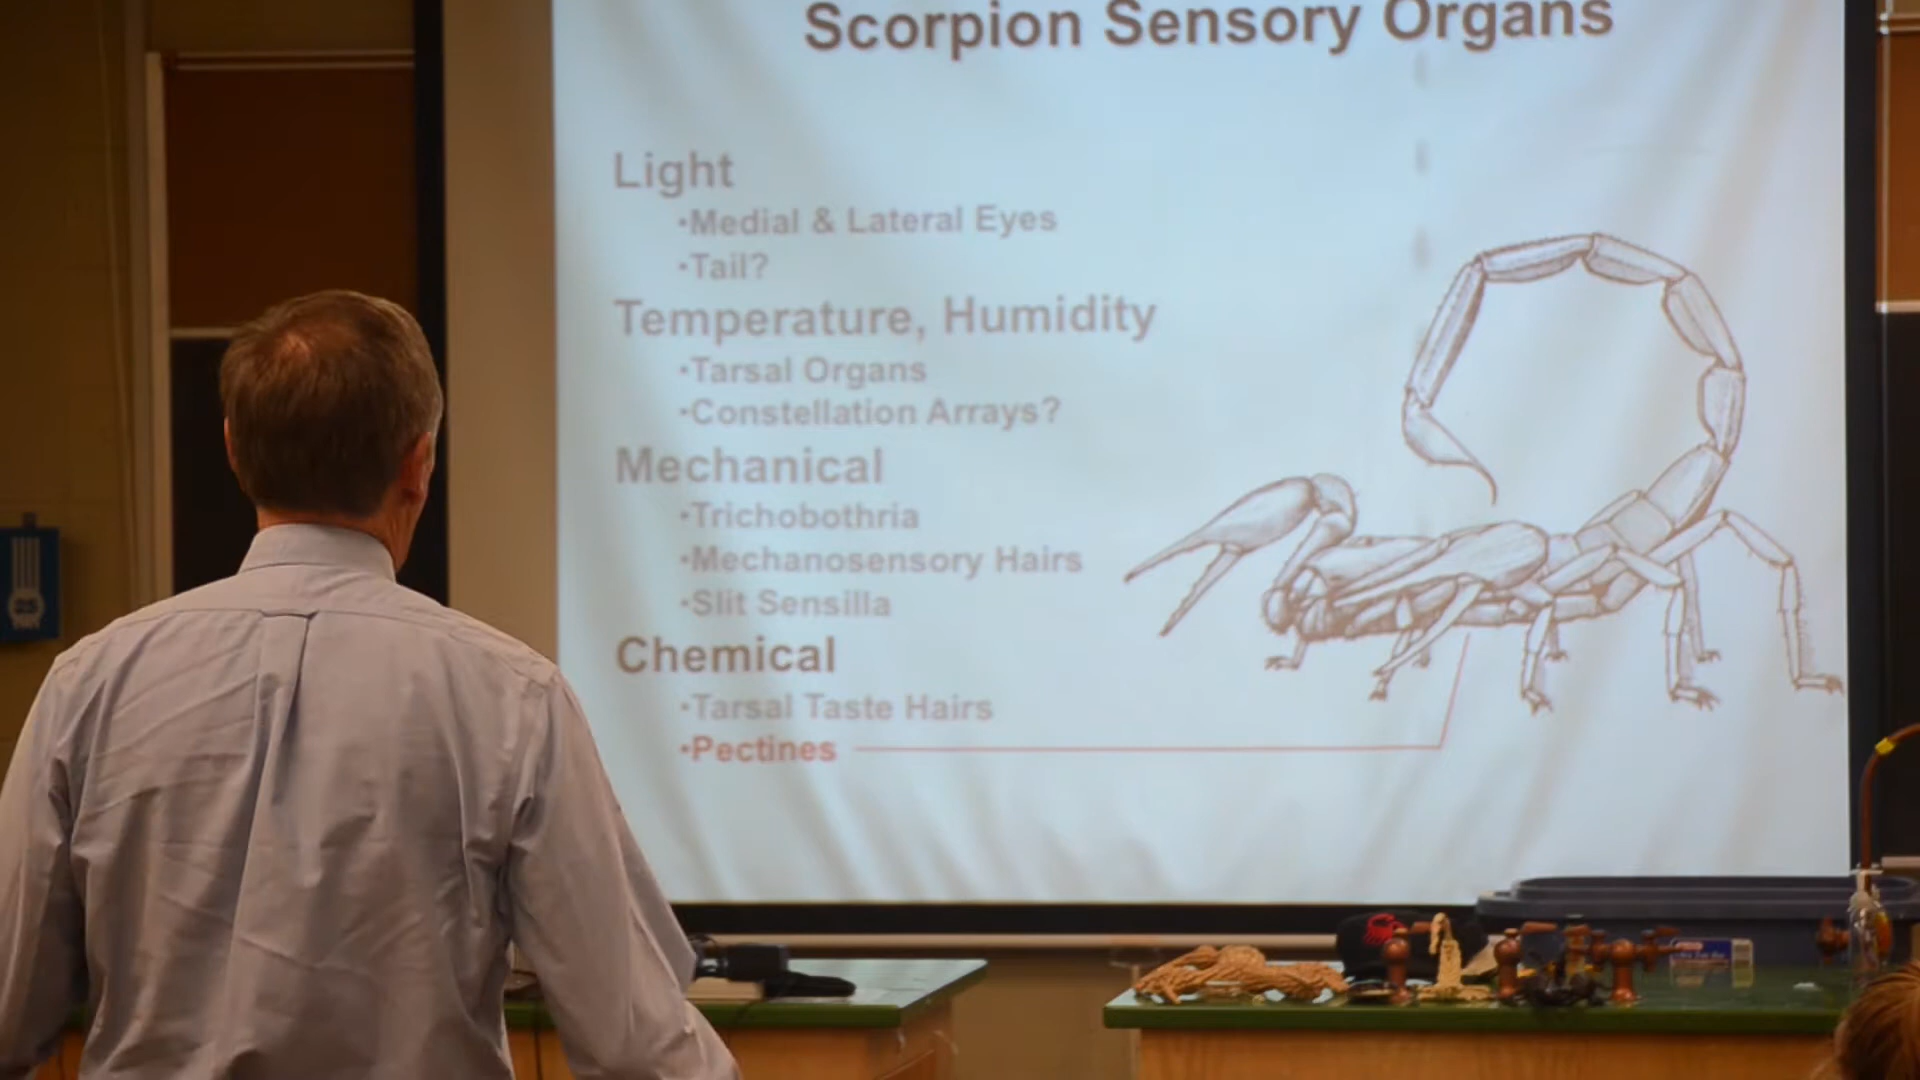 Scorpion Sensory Organs
Light
•Medial & Lateral Eyes
•Tail?
Temperature, Humidity
•Tarsal Organs
•Constellation Arrays?
Mechanical
•Trichobothria
•Mechanosensory Hairs
•Slit Sensilla
Chemical
•Tarsal Taste Hairs
•Pectines
25